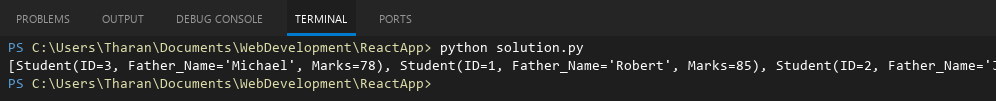 PROBLEMS OUTPUT DEBUG CONSOLE TERMINAL PORTS
PS C:\Users\Tharan\Documents\WebDevelopment\ReactApp> python solution.py
[Student(ID=3, Father_Name='Michael', Marks=78), Student(ID=1, Father_Name='Robert', Marks=85), Student(ID=2, Father_Name='
PS C:\Users\Tharan\Documents\WebDevelopment\ReactApp>